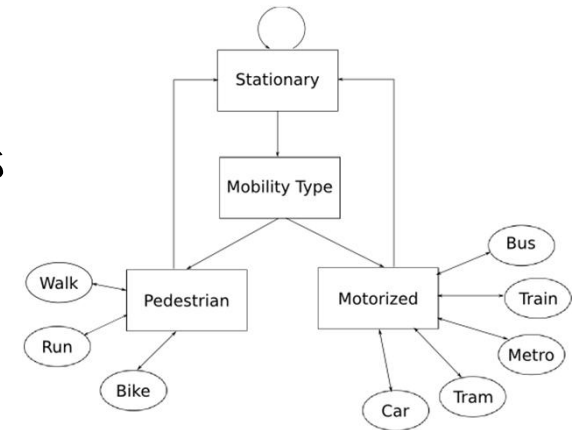 Stationary
Mobility Type
Bus
Walk
Pedestrian
Motorized
Train
Run
Metro
Bike
Tram
Car